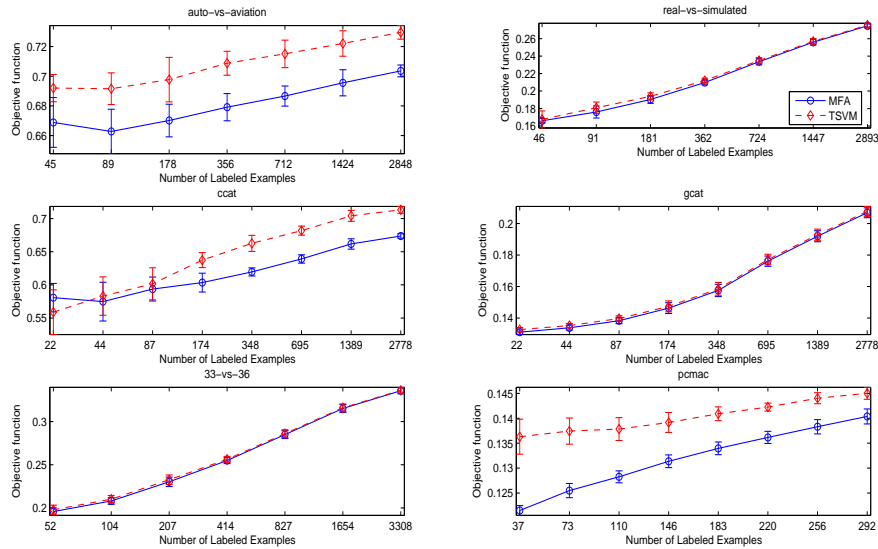 auto-vs-aviation
0.72
0.7
0.68
0.66
Objective function
45 89 178 356 712 1424 2848
Number of Labeled Examples
real-vs-simulated
0.26
0.24
0.22
0.2
0.18
0.16
Objective function
MFA
TSVM
46 91 181 362 724 1447 2893
Number of Labeled Examples
ccat
0.7
0.65
0.6
0.55
Objective function
22 44 87 174 348 695 1389 2778
Number of Labeled Examples
gcat
0.2
0.18
0.16
0.14
Objective function
22 44 87 174 348 695 1389 2778
Number of Labeled Examples
33-vs-36
0.3
0.25
0.2
Objective function
52 104 207 414 827 1654 3308
Number of Labeled Examples
pcmac
0.145
0.14
0.135
0.13
0.125
Objective function
37 73 110 146 183 220 256 292
Number of Labeled Examples